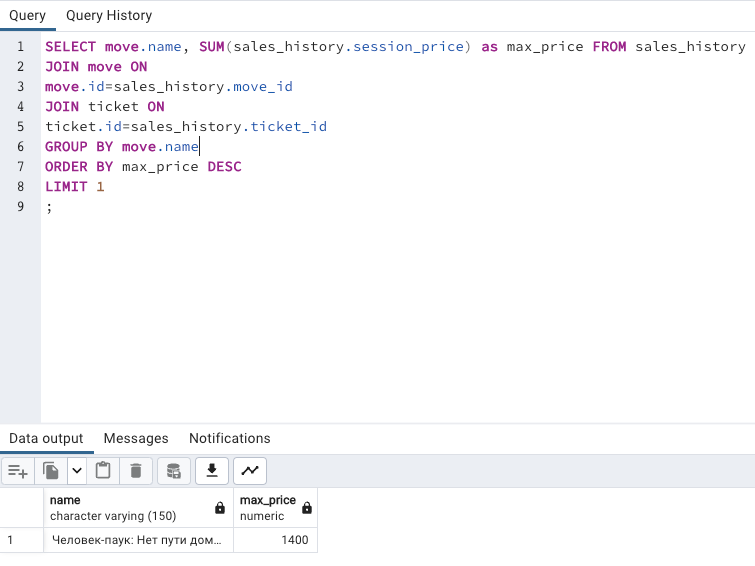 Query Query History
1 SELECT move.name, SUM(sales_history.session_price) as max_price FROM sales_history
2 JOIN move ON
3 move.id=sales_history.move_id
4 JOIN ticket ON
5 ticket.id=sales_history.ticket_id
6 GROUP BY move.name
7 ORDER BY max_price DESC
8 LIMIT 1
9 ;
Data output Messages Notifications
name max_price
character varying (150) numeric
1 Человек-паук: Нет пути дом... 1400